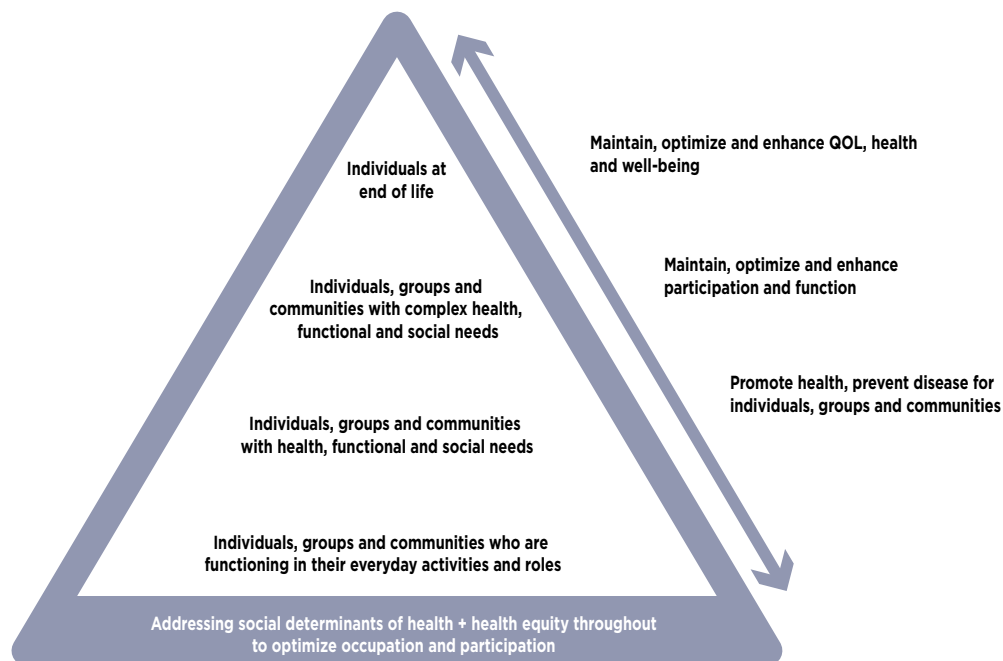 Individuals at
end of life
Individuals, groups and
communities with complex health,
functional and social needs
Individuals, groups and communities
with health, functional and social needs
Individuals, groups and communities who are
functioning in their everyday activities and roles
Addressing social determinants of health + health equity throughout
to optimize occupation and participation
Maintain, optimize and enhance QOL, health
and well-being
Maintain, optimize and enhance
participation and function
Promote health, prevent disease for
individuals, groups and communities